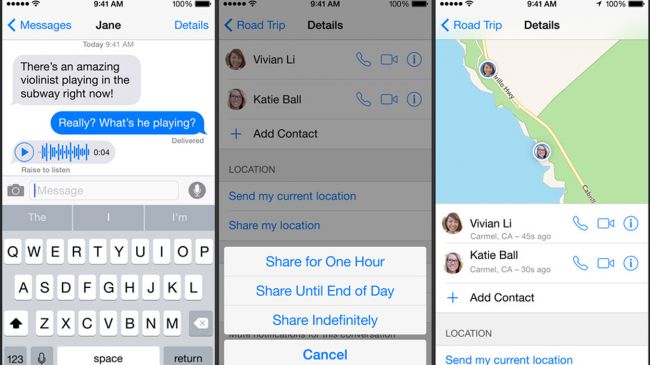 9:41 AM
Messages Jane Details
Today 9:41 AM
There's an amazing
violinist playing in the
subway right now!
Really? What's he playing?
Delivered
0:04
Raise to listen
Message
The I I'm
Q W E R T Y U I O P
A S D F G H J K L
Z X C V B N M
123 space return
9:41 AM
Road Trip Details
Vivian Li
Katie Ball
Add Contact
LOCATION
Send my current location
Share my location
Share for One Hour
Share Until End of Day
Share Indefinitely
Mute notifications for this conversation
Cancel
9:41 AM
Road Trip Details
Cabrillo Hwy
Vivian Li
Carmel, CA – 45s ago
Katie Ball
Carmel, CA – 30s ago
Add Contact
LOCATION
Send my current location